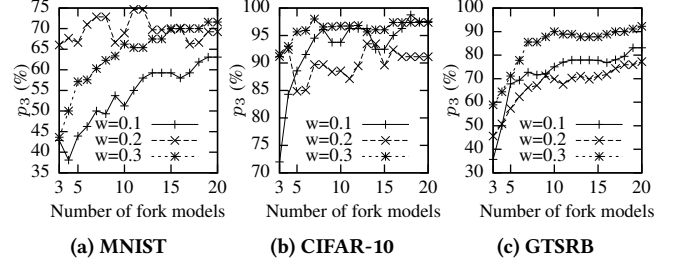 75
70
65
60
55
50
45
40
35
p3 (%)
w=0.1
w=0.2
w=0.3
3 5 10 15 20
Number of fork models
(a) MNIST
100
95
90
85
80
75
70
p3 (%)
w=0.1
w=0.2
w=0.3
3 5 10 15 20
Number of fork models
(b) CIFAR-10
100
90
80
70
60
50
40
30
p3 (%)
w=0.1
w=0.2
w=0.3
3 5 10 15 20
Number of fork models
(c) GTSRB